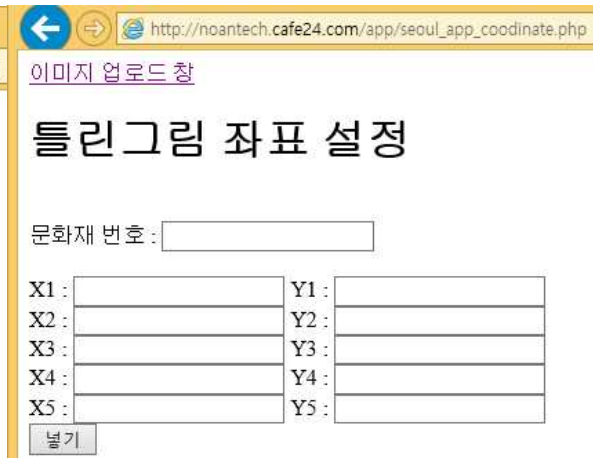 http://noantech.cafe24.com/app/seoul_app_coodinate.php
이미지 업로드 창
틀린그림 좌표 설정
문화재 번호 :
X1 : Y1 :
X2 : Y2 :
X3 : Y3 :
X4 : Y4 :
X5 : Y5 :
넣기